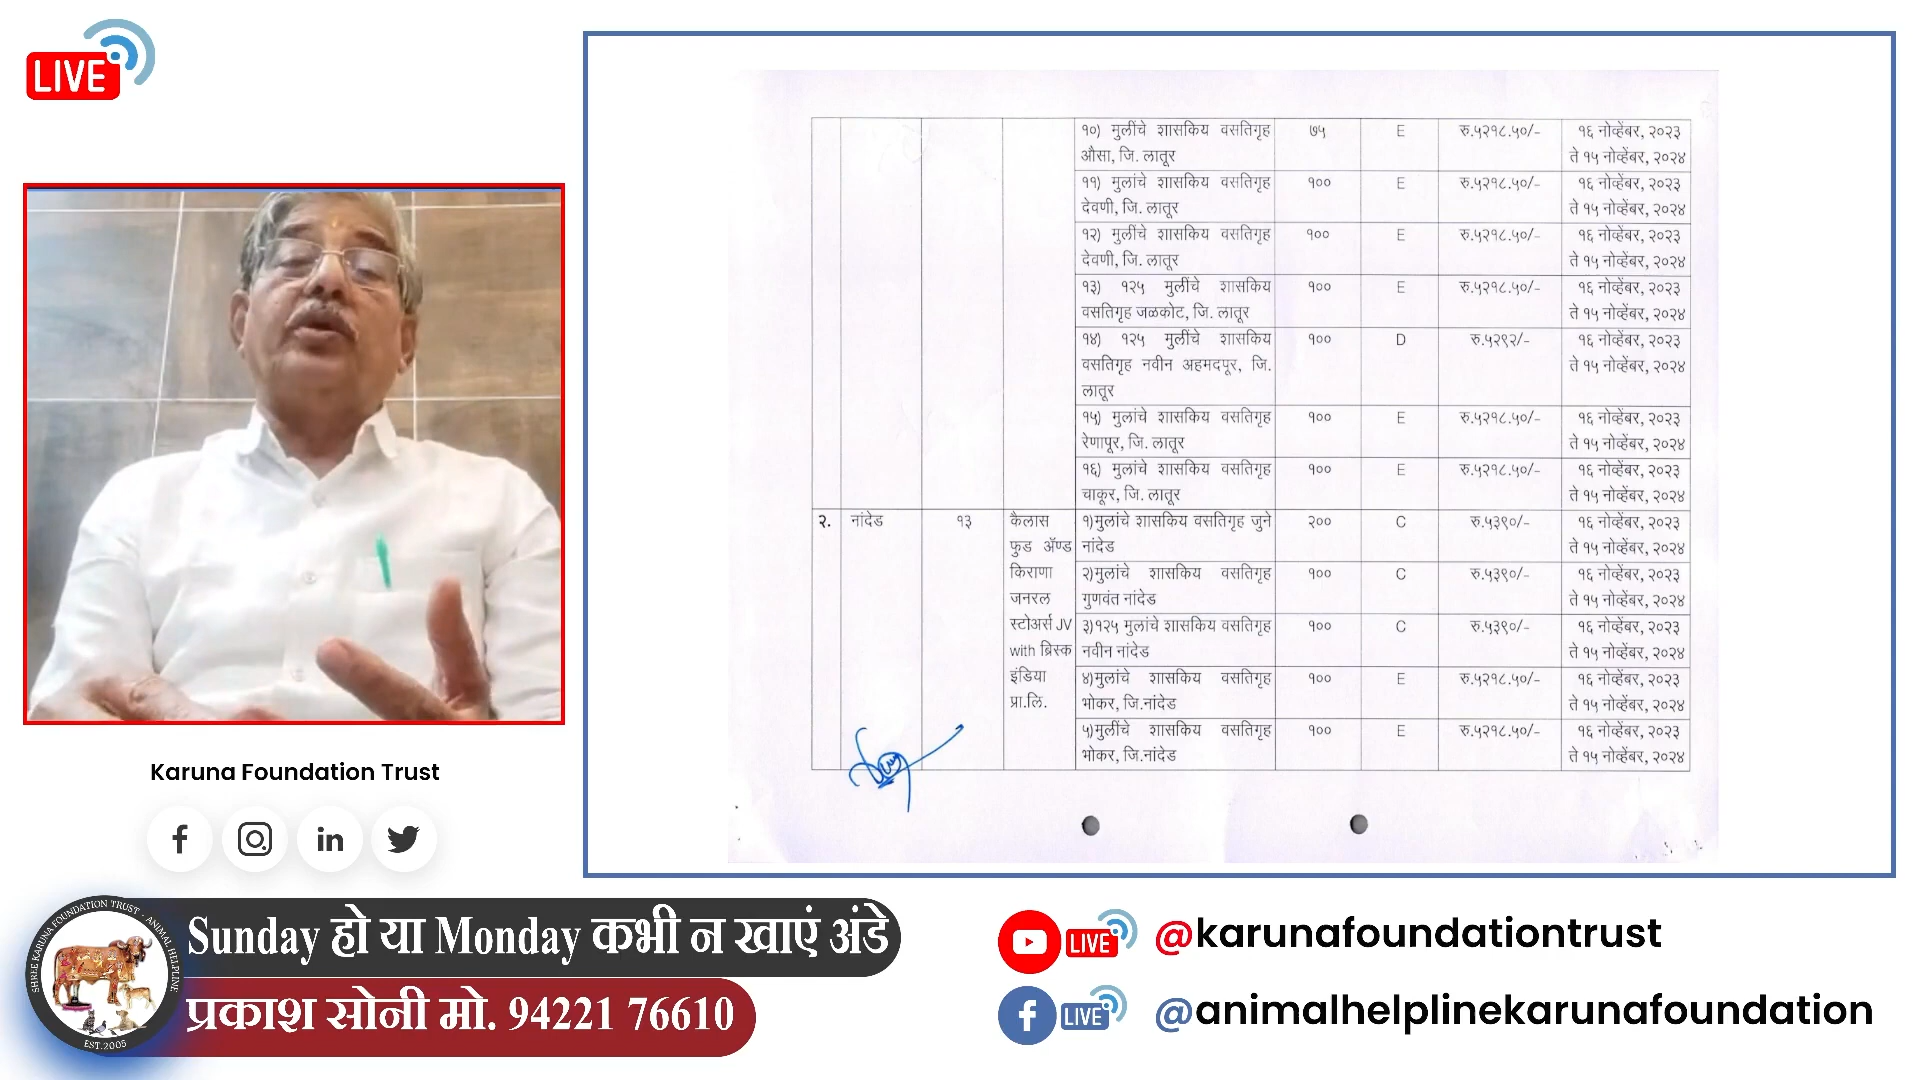 LIVE
१०) मुलींचे शासकिय वसतिगृह औसा, जि. लातूर ७५ E रु.५२१८.५०/- १६ नोव्हेंबर, २०२३ ते १५ नोव्हेंबर, २०२४
११) मुलांचे शासकिय वसतिगृह देवणी, जि. लातूर १०० E रु.५२१८.५०/- १६ नोव्हेंबर, २०२३ ते १५ नोव्हेंबर, २०२४
१२) मुलींचे शासकिय वसतिगृह देवणी, जि. लातूर १०० E रु.५२१८.५०/- १६ नोव्हेंबर, २०२३ ते १५ नोव्हेंबर, २०२४
१३) १२५ मुलींचे शासकिय वसतिगृह जळकोट, जि. लातूर १०० E रु.५२१८.५०/- १६ नोव्हेंबर, २०२३ ते १५ नोव्हेंबर, २०२४
१४) १२५ मुलींचे शासकिय वसतिगृह नवीन अहमदपूर, जि. लातूर १०० D रु.५२९२/- १६ नोव्हेंबर, २०२३ ते १५ नोव्हेंबर, २०२४
१५) मुलांचे शासकिय वसतिगृह रेणापूर, जि. लातूर १०० E रु.५२१८.५०/- १६ नोव्हेंबर, २०२३ ते १५ नोव्हेंबर, २०२४
१६) मुलांचे शासकिय वसतिगृह चाकूर, जि. लातूर १०० E रु.५२१८.५०/- १६ नोव्हेंबर, २०२३ ते १५ नोव्हेंबर, २०२४
२. नांदेड १३ कैलास फुड ॲण्ड किराणा जनरल स्टोअर्स JV with ब्रिस्क इंडिया प्रा.लि.
१)मुलांचे शासकिय वसतिगृह जुने नांदेड २०० C रु.५३९०/- १६ नोव्हेंबर, २०२३ ते १५ नोव्हेंबर, २०२४
२)मुलांचे शासकिय वसतिगृह गुणवंत नांदेड १०० C रु.५३९०/- १६ नोव्हेंबर, २०२३ ते १५ नोव्हेंबर, २०२४
३)१२५ मुलांचे शासकिय वसतिगृह नवीन नांदेड १०० C रु.५३९०/- १६ नोव्हेंबर, २०२३ ते १५ नोव्हेंबर, २०२४
४)मुलांचे शासकिय वसतिगृह भोकर, जि.नांदेड १०० E रु.५२१८.५०/- १६ नोव्हेंबर, २०२३ ते १५ नोव्हेंबर, २०२४
५)मुलींचे शासकिय वसतिगृह भोकर, जि.नांदेड १०० E रु.५२१८.५०/- १६ नोव्हेंबर, २०२३ ते १५ नोव्हेंबर, २०२४
Karuna Foundation Trust
SHREE KARUNA FOUNDATION TRUST - ANIMAL HELPLINE
EST.2005
Sunday हो या Monday कभी न खाएं अंडे
प्रकाश सोनी मो. 94221 76610
LIVE @karunafoundationtrust
LIVE @animalhelplinekarunafoundation